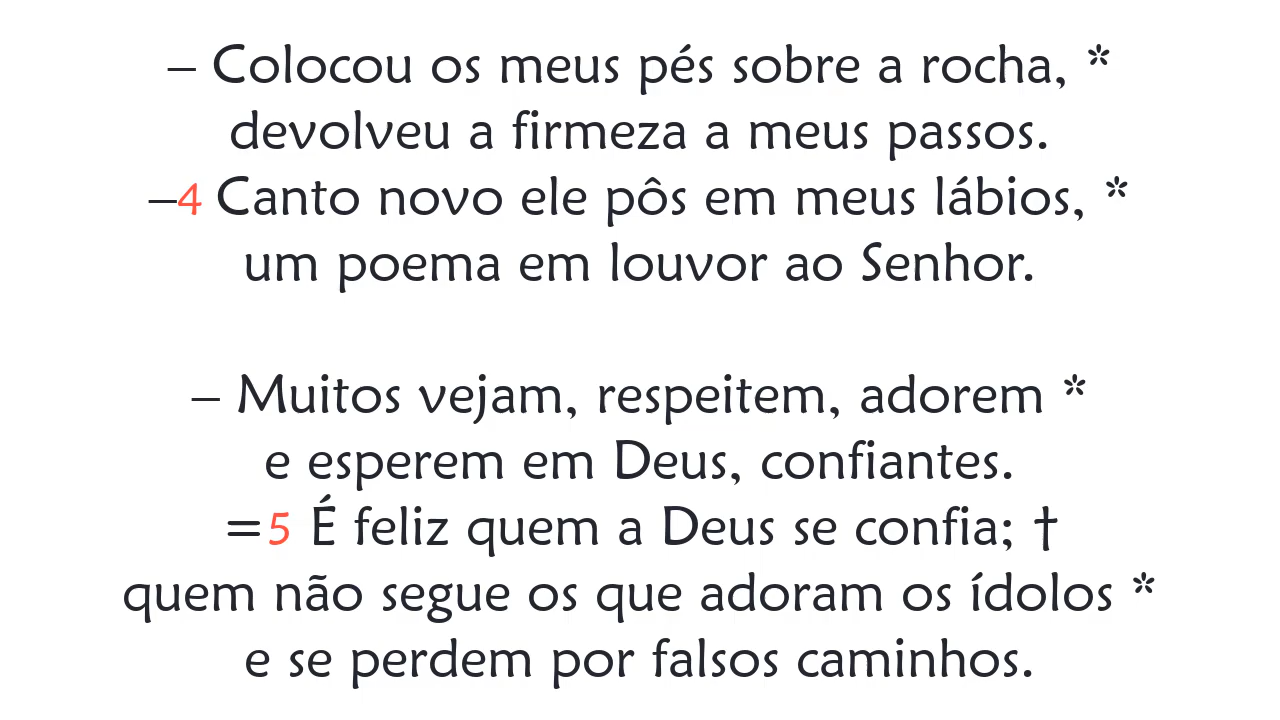 – Colocou os meus pés sobre a rocha, *
devolveu a firmeza a meus passos.
–4 Canto novo ele pôs em meus lábios, *
um poema em louvor ao Senhor.
– Muitos vejam, respeitem, adorem *
e esperem em Deus, confiantes.
=5 É feliz quem a Deus se confia; †
quem não segue os que adoram os ídolos *
e se perdem por falsos caminhos.